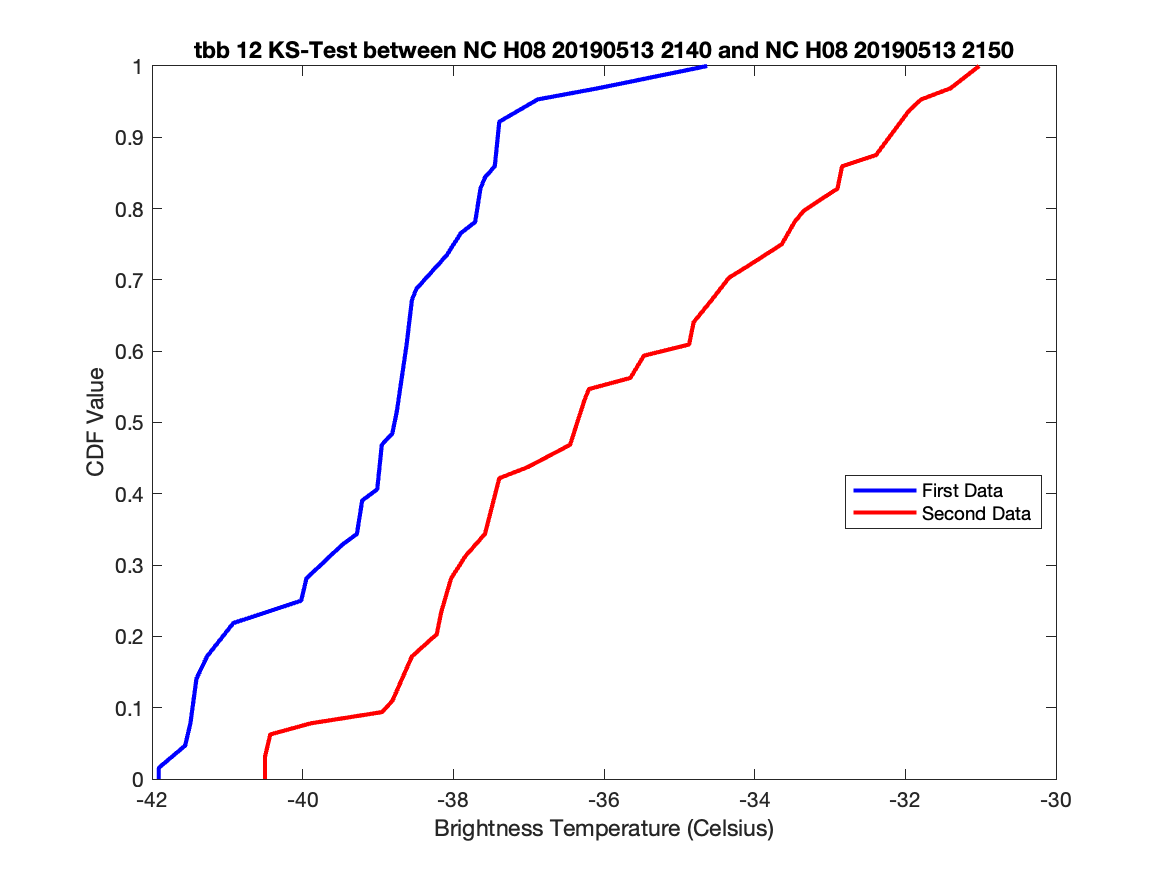 tbb 12 KS-Test between NC H08 20190513 2140 and NC H08 20190513 2150
1
0.9
0.8
0.7
0.6
0.5
0.4
0.3
0.2
0.1
0
CDF Value
First Data
Second Data
-42 -40 -38 -36 -34 -32 -30
Brightness Temperature (Celsius)